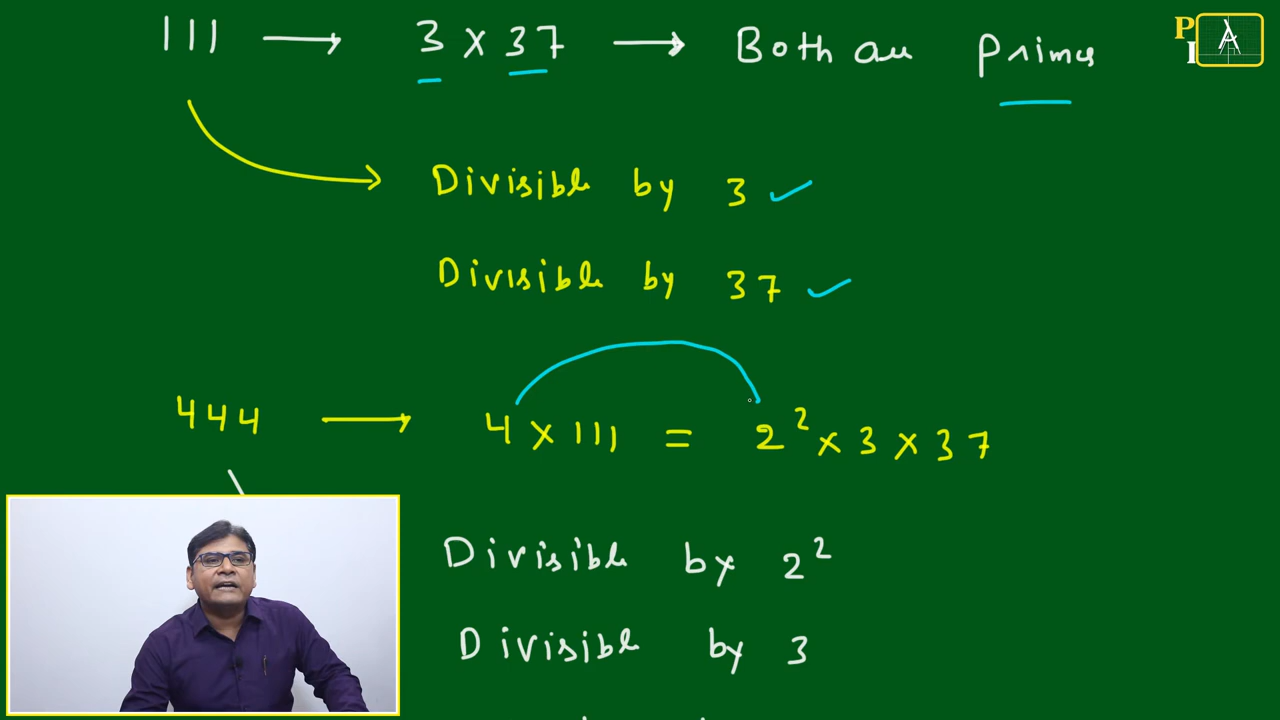 111 → 3 × 37 → Both are Primes
Divisible by 3 ✓
Divisible by 37 ✓
444 → 4 × 111 = 2² × 3 × 37
Divisible by 2²
Divisible by 3